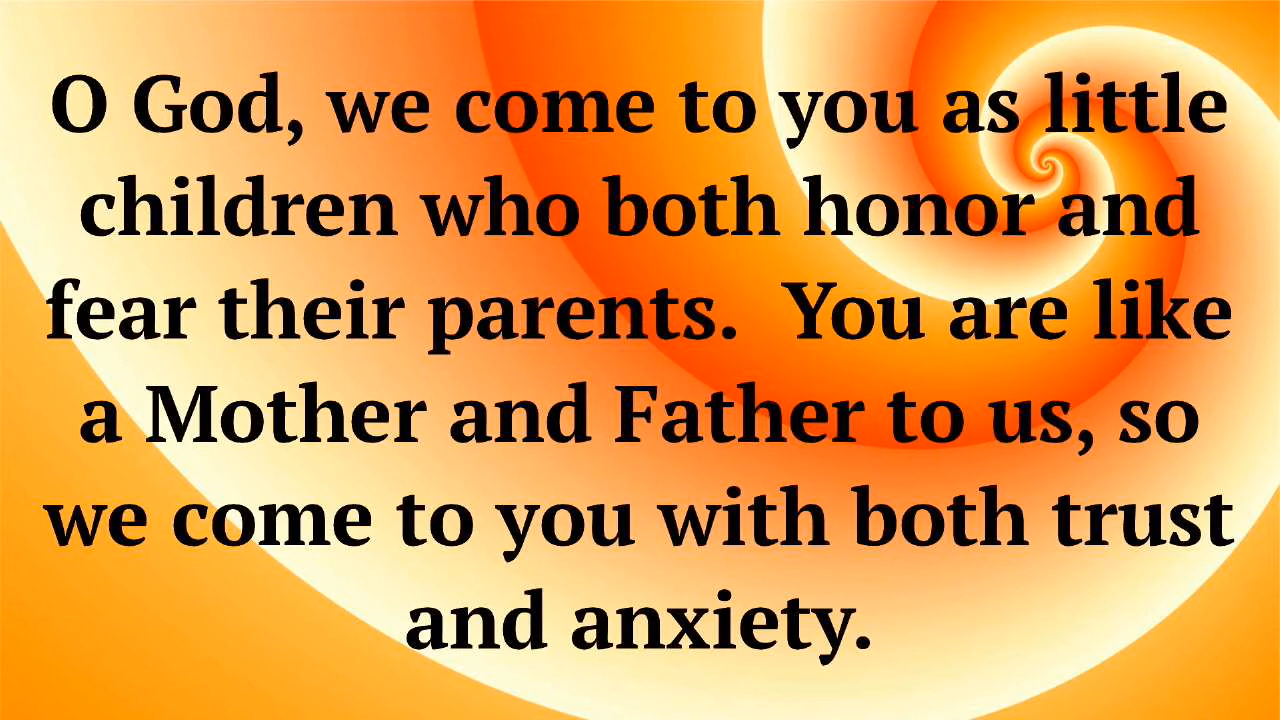 O God, we come to you as little
children who both honor and
fear their parents.  You are like
a Mother and Father to us, so
we come to you with both trust
and anxiety.